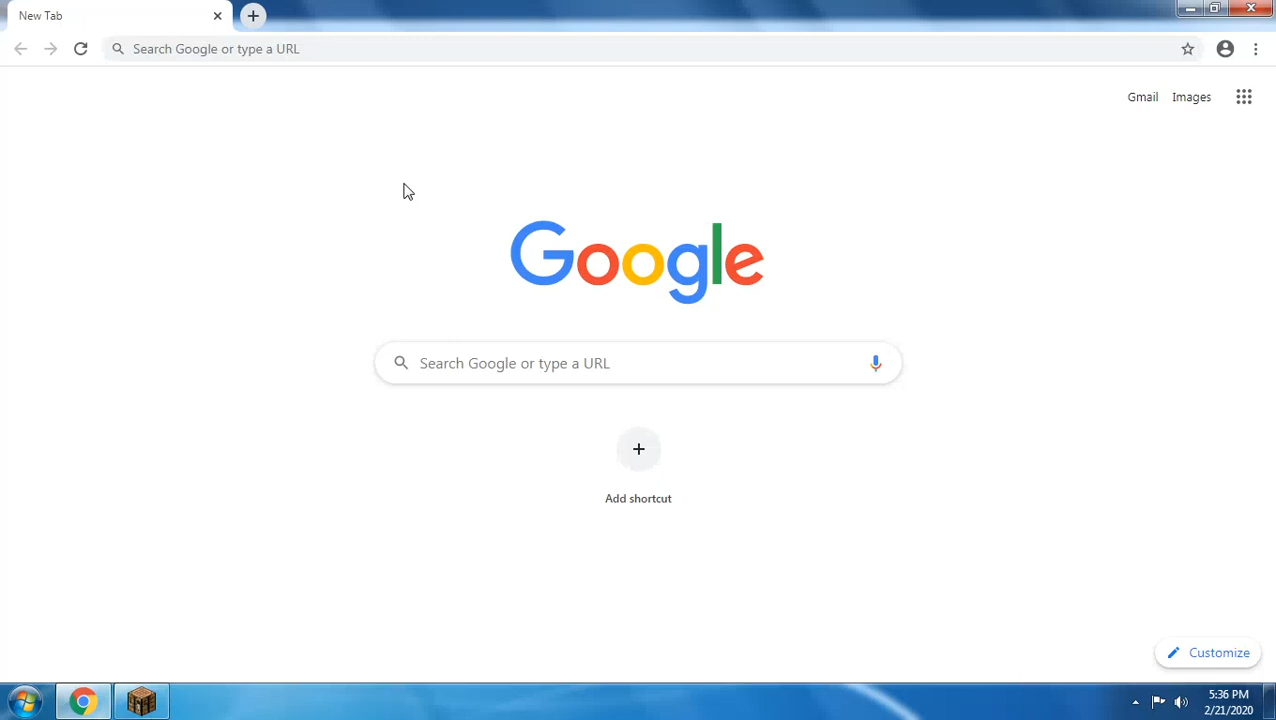 New Tab
Search Google or type a URL
Gmail Images
Google
Search Google or type a URL
Add shortcut
Customize
5:36 PM
2/21/2020